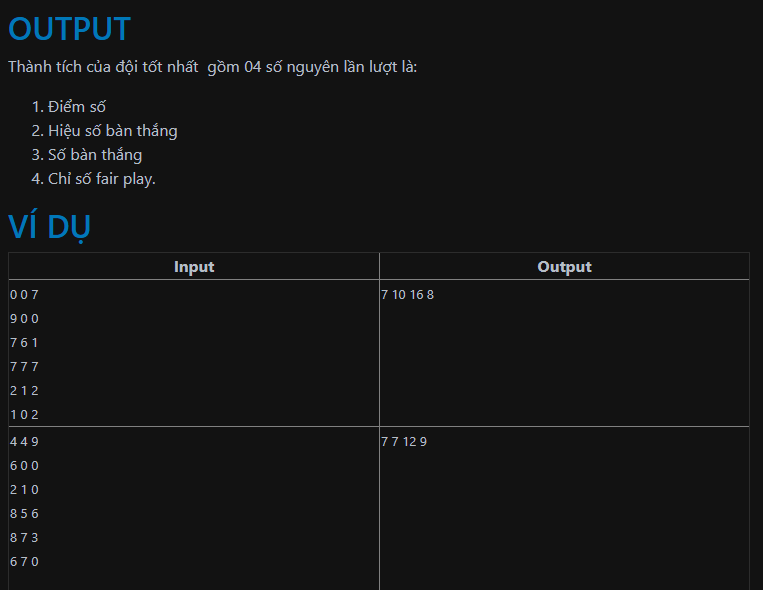 OUTPUT
Thành tích của đội tốt nhất gồm 04 số nguyên lần lượt là:
1. Điểm số
2. Hiệu số bàn thắng
3. Số bàn thắng
4. Chỉ số fair play.
VÍ DỤ
Input Output
0 0 7 7 10 16 8
9 0 0
7 6 1
7 7 7
2 1 2
1 0 2
4 4 9 7 7 12 9
6 0 0
2 1 0
8 5 6
8 7 3
6 7 0